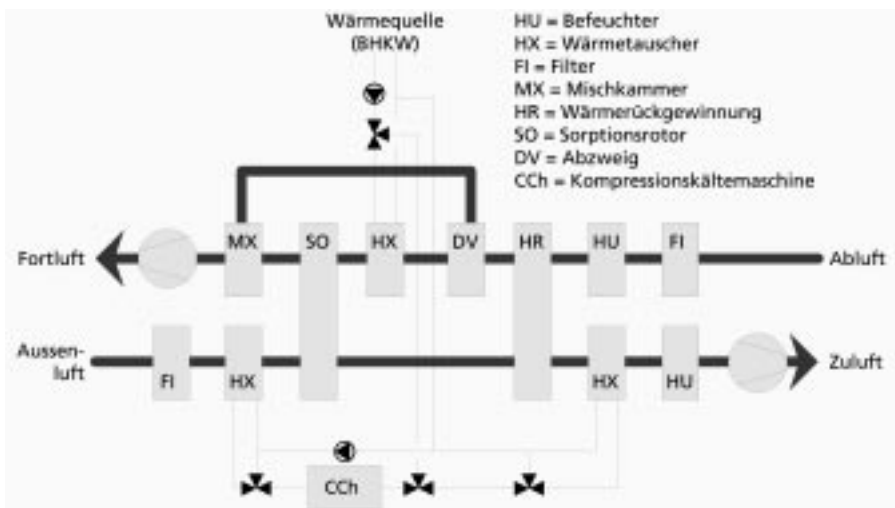 Wärmequelle
(BHKW)
HU = Befeuchter
HX = Wärmetauscher
FI = Filter
MX = Mischkammer
HR = Wärmerückgewinnung
SO = Sorptionsrotor
DV = Abzweig
CCh = Kompressionskältemaschine
MX SO HX DV HR HU FI
Fortluft
Abluft
Aussen-
luft
FI HX HX HU
Zuluft
CCh